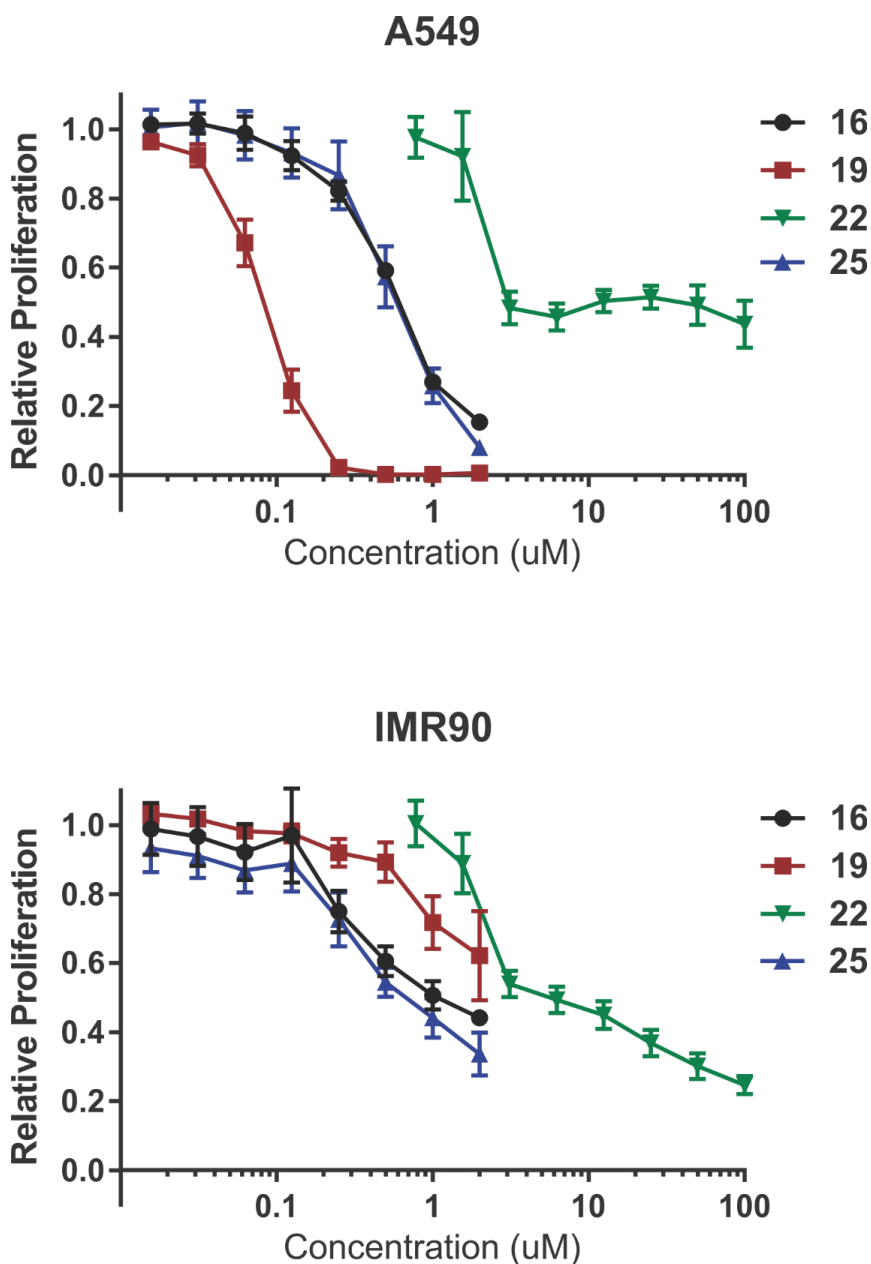 A549
Relative Proliferation
1.0
0.8
0.6
0.4
0.2
0.0
0.1 1 10 100
Concentration (uM)
16
19
22
25
IMR90
Relative Proliferation
1.0
0.8
0.6
0.4
0.2
0.0
0.1 1 10 100
Concentration (uM)
16
19
22
25